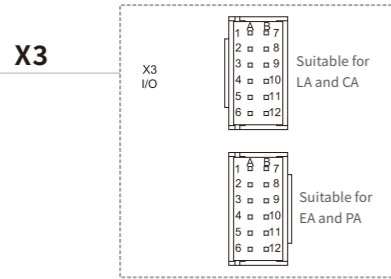 X3
X3
I/O
A B
1 7
2 8
3 9
4 10
5 11
6 12
Suitable for
LA and CA
A B
1 7
2 8
3 9
4 10
5 11
6 12
Suitable for
EA and PA